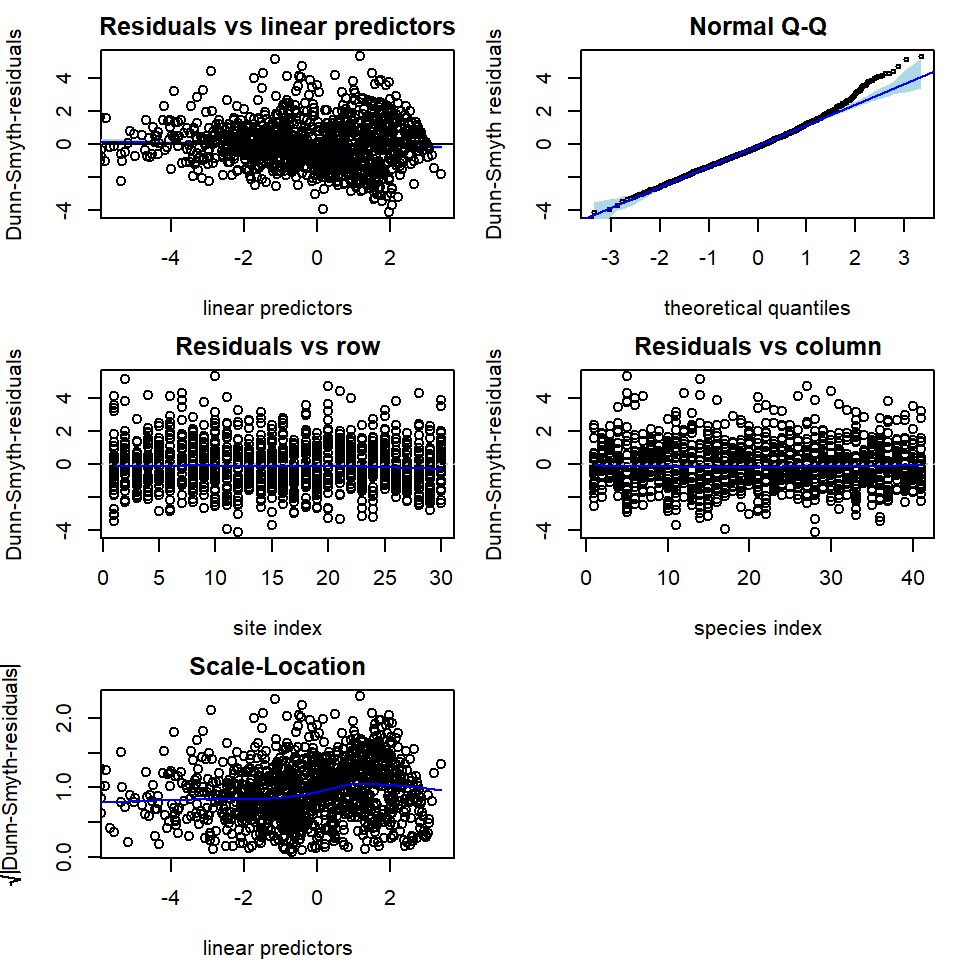 Residuals vs linear predictors
Dunn-Smyth-residuals
4
2
0
-4
-4 -2 0 2
linear predictors
Normal Q-Q
Dunn-Smyth residuals
4
2
0
-4
-3 -2 -1 0 1 2 3
theoretical quantiles
Residuals vs row
Dunn-Smyth-residuals
4
2
0
-4
0 5 10 15 20 25 30
site index
Residuals vs column
Dunn-Smyth-residuals
4
2
0
-4
0 10 20 30 40
species index
Scale-Location
√|Dunn-Smyth-residuals|
2.0
1.0
0.0
-4 -2 0 2
linear predictors